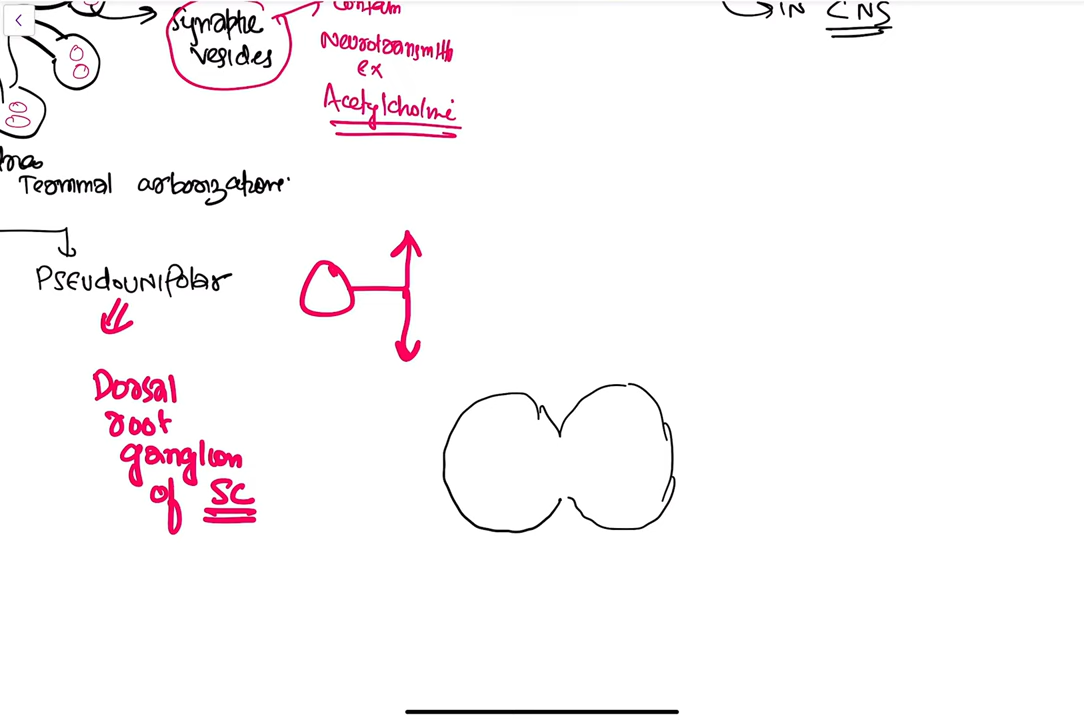 Synaptic
vesicles
contain
Neurotransmitt
ex
Acetylcholine
IN CNS
Terminal arborization.
PSEUDOUNIPolar
Dorsal
root
ganglion
of SC